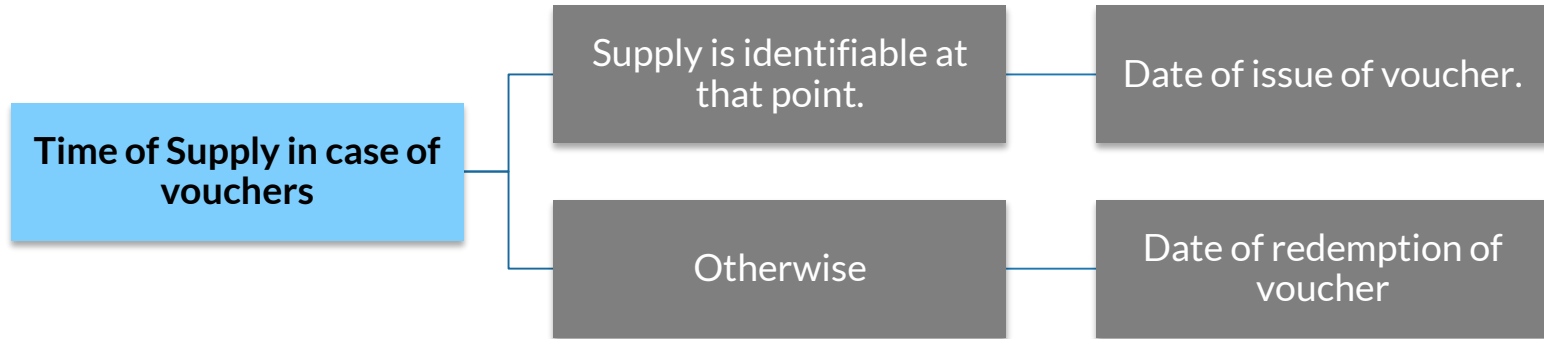 Time of Supply in case of
vouchers
Supply is identifiable at
that point.
Date of issue of voucher.
Otherwise
Date of redemption of
voucher